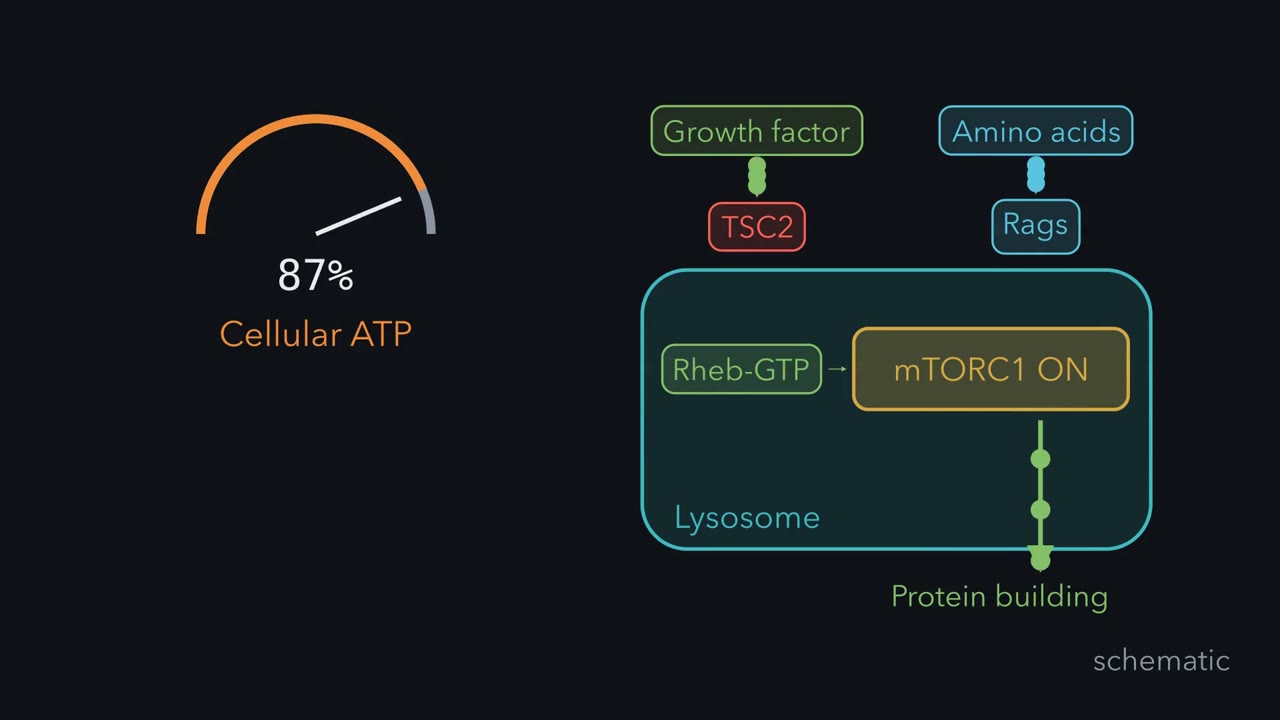 87%
Cellular ATP
Growth factor
Amino acids
TSC2
Rags
Rheb-GTP
mTORC1 ON
Lysosome
Protein building
schematic